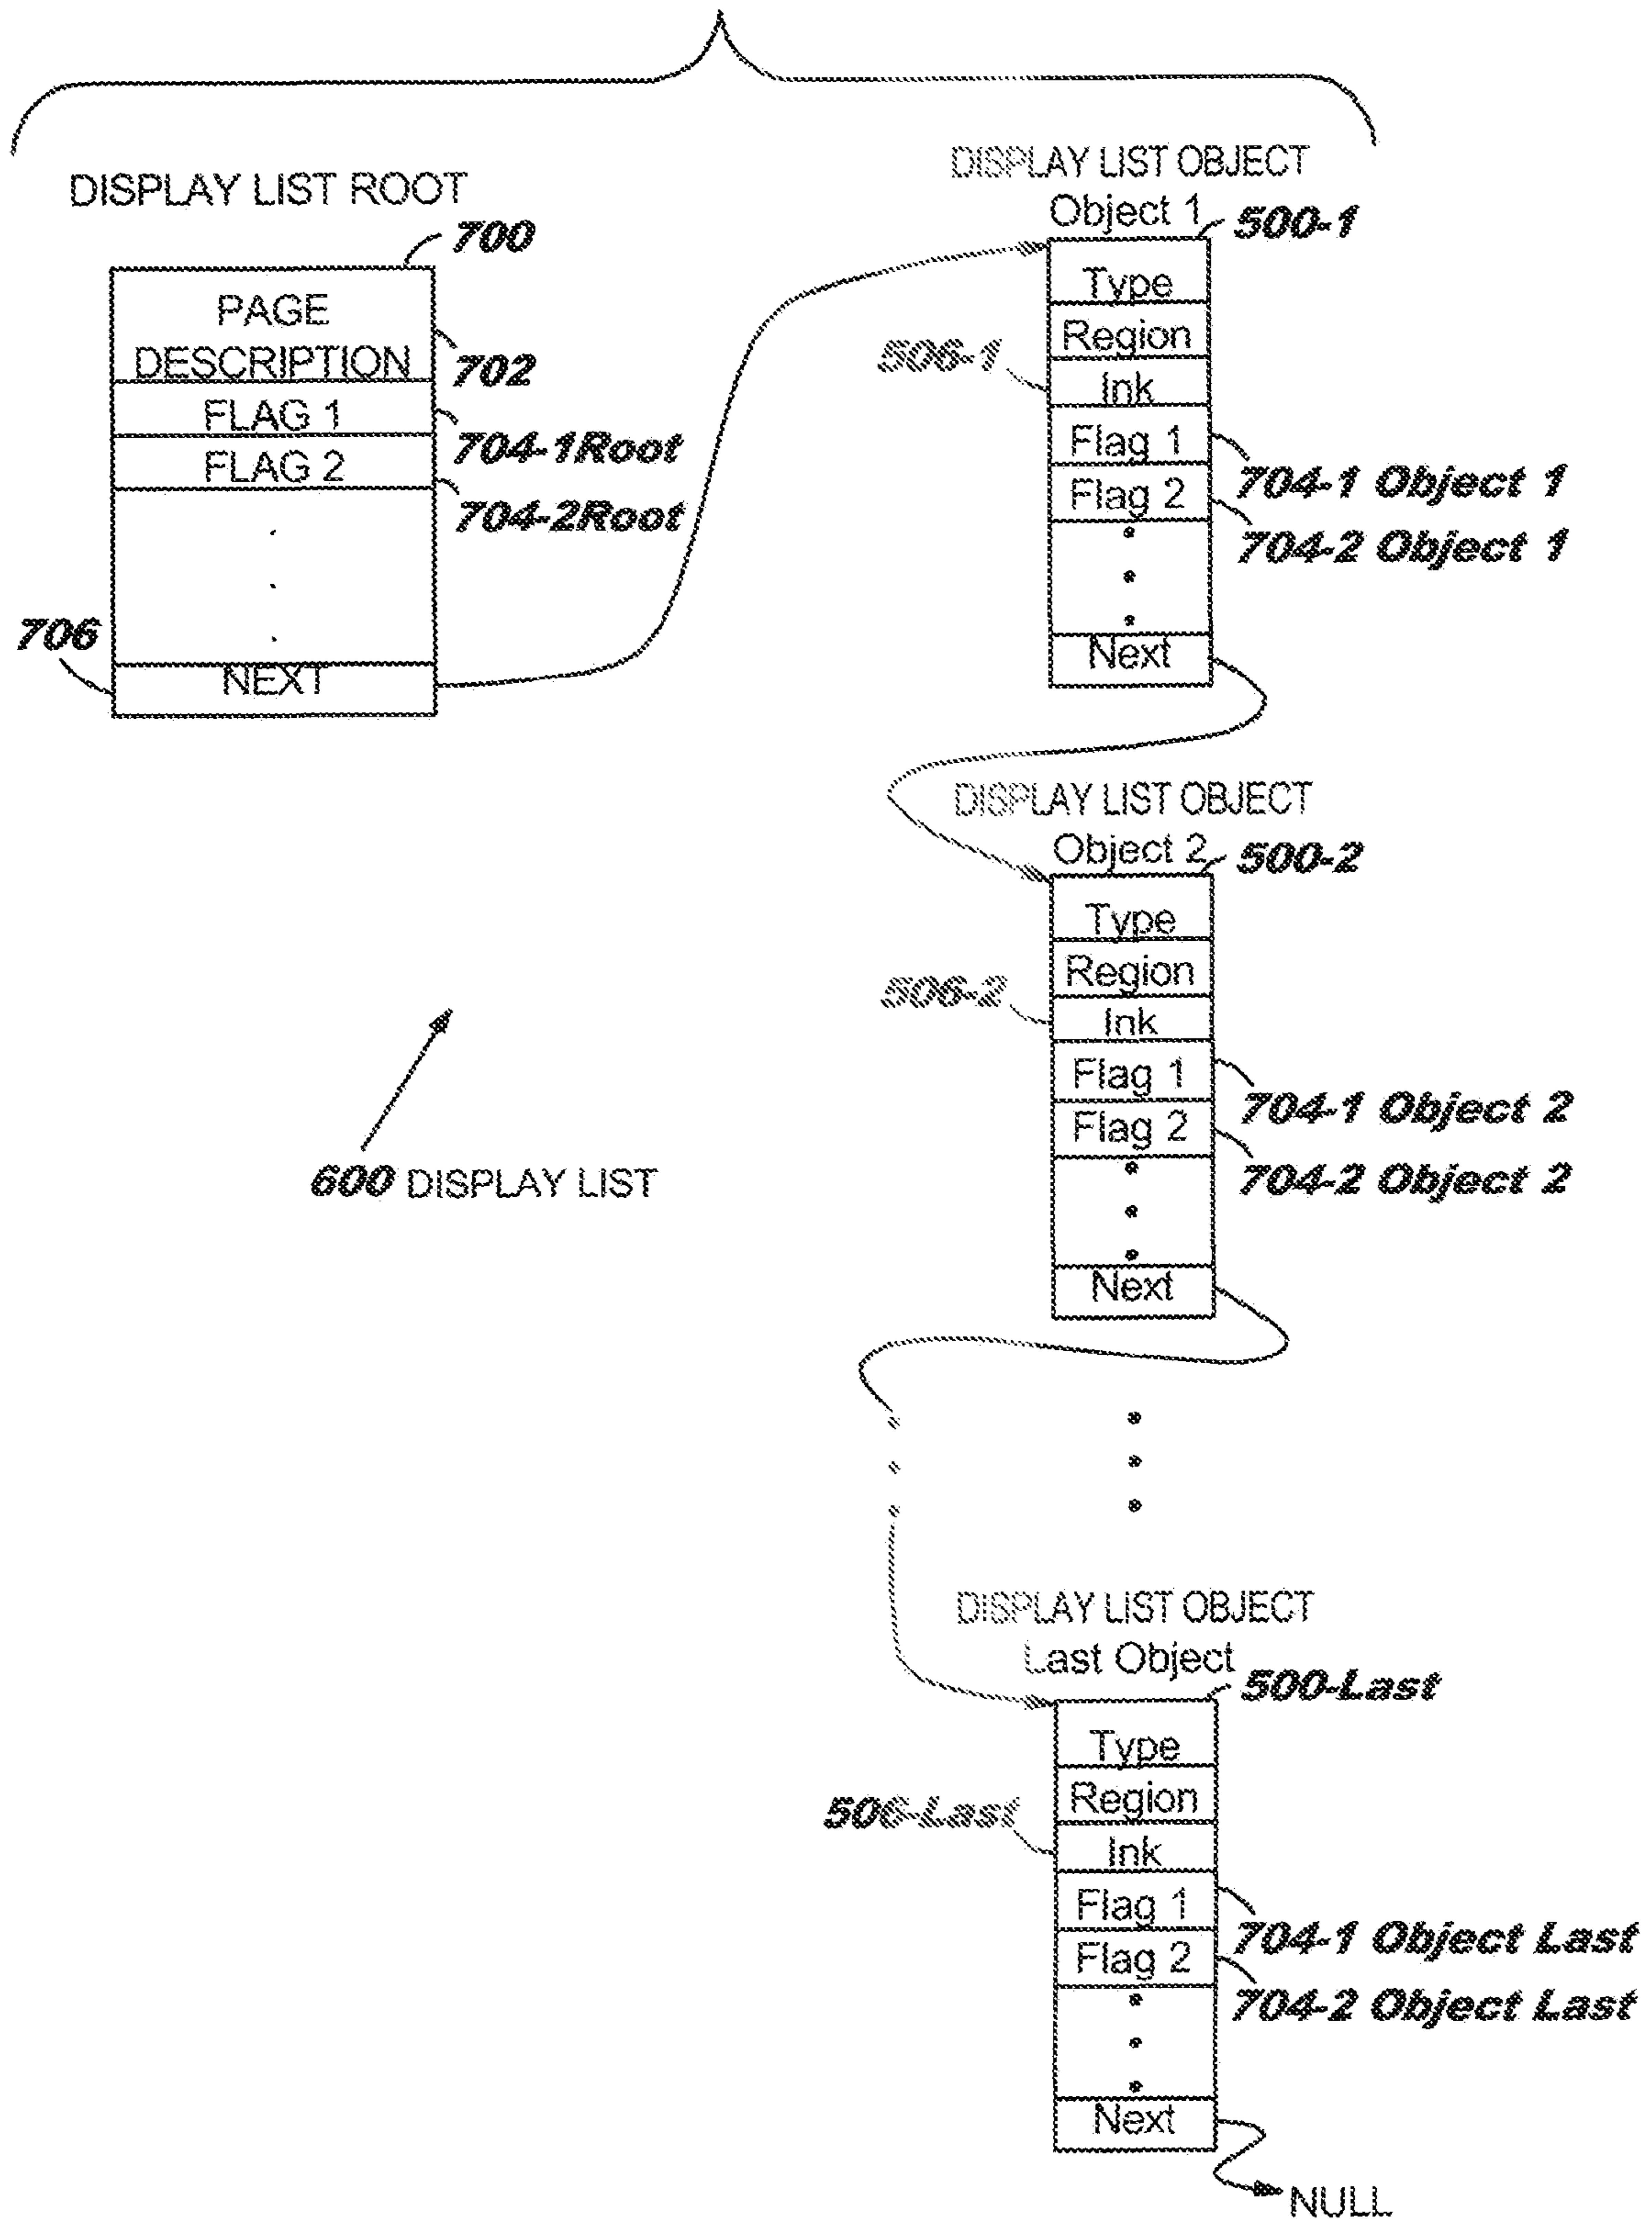 DISPLAY LIST ROOT
700
PAGE
DESCRIPTION
702
FLAG 1
704-1Root
FLAG 2
704-2Root
706
NEXT
DISPLAY LIST OBJECT
Object 1
500-1
Type
Region
506-1
Ink
Flag 1
704-1 Object 1
Flag 2
704-2 Object 1
Next
DISPLAY LIST OBJECT
Object 2
500-2
Type
Region
506-2
Ink
Flag 1
704-1 Object 2
Flag 2
704-2 Object 2
Next
600 DISPLAY LIST
DISPLAY LIST OBJECT
Last Object
500-Last
Type
Region
506-Last
Ink
Flag 1
704-1 Object Last
Flag 2
704-2 Object Last
Next
NULL